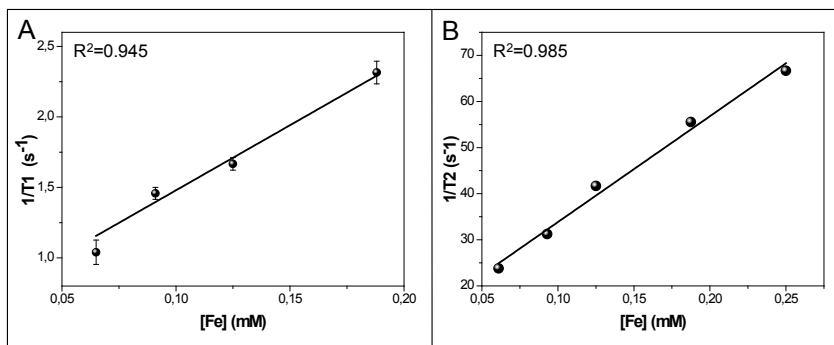 A
R²=0.945
2,5
2,0
1,5
1,0
1/T1 (s⁻¹)
0,05
0,10
0,15
0,20
[Fe] (mM)
B
R²=0.985
70
60
50
40
30
20
1/T2 (s⁻¹)
0,05
0,10
0,15
0,20
0,25
[Fe] (mM)